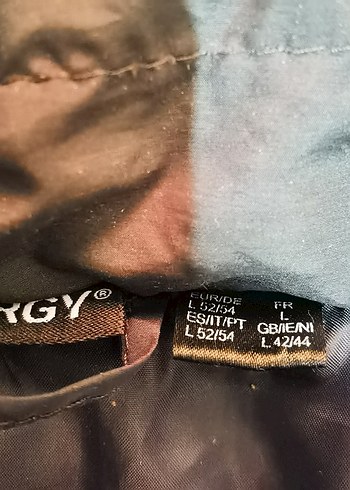 RGY®
EUR/DE
L 52/54
ES/IT/PT
L 52/54
FR
L
GB/IE/NI
L 42/44